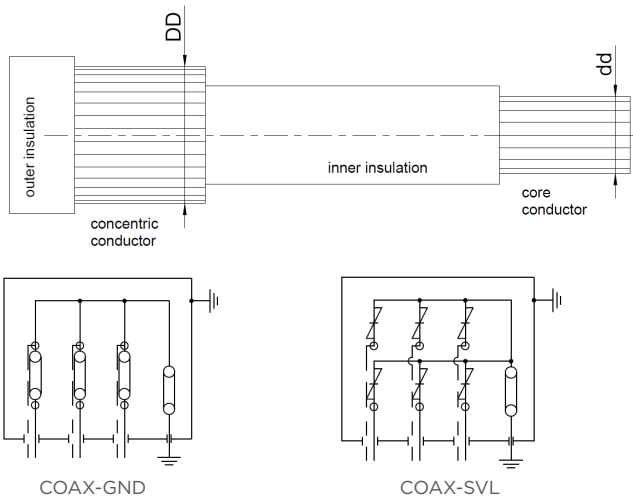 DD
dd
outer insulation
inner insulation
concentric
conductor
core
conductor
COAX-GND
COAX-SVL